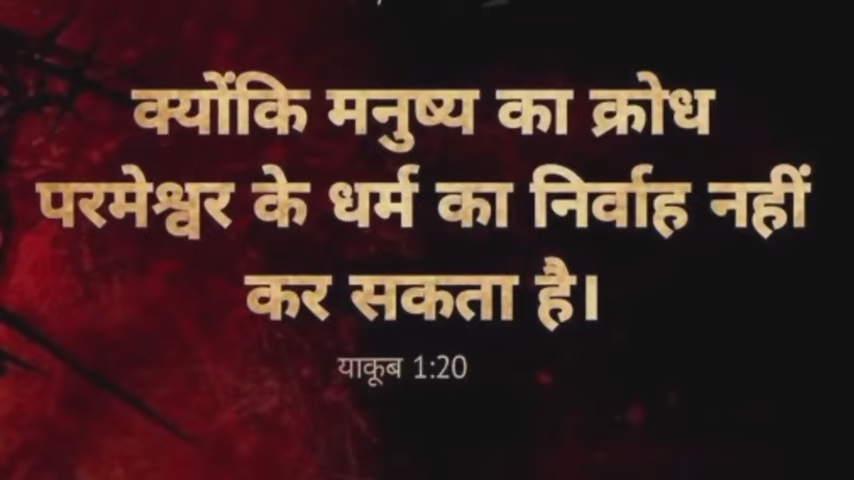 क्योंकि मनुष्य का क्रोध
परमेश्वर के धर्म का निर्वाह नहीं
कर सकता है।
याकूब 1:20